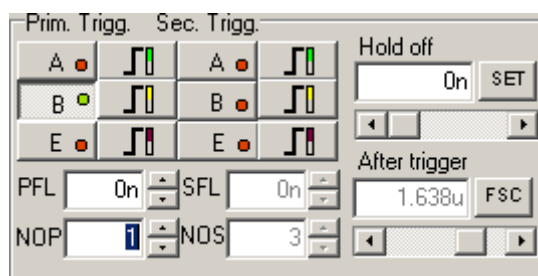 Prim. Trigg. Sec. Trigg.
A A
B B
E E
PFL 0n SFL 0n
NOP 1 NOS 3
Hold off
0n SET
After trigger
1.638u FSC